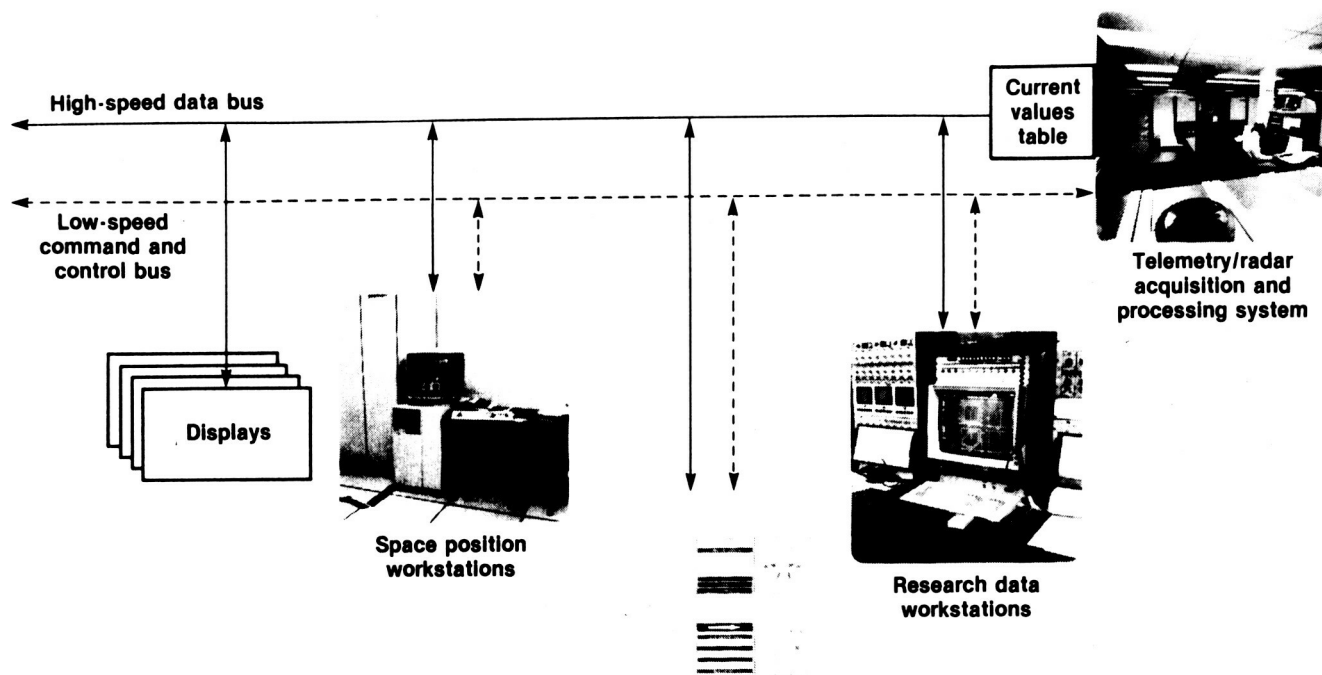 High-speed data bus
Current
values
table
Low-speed
command and
control bus
Telemetry/radar
acquisition and
processing system
Displays
Space position
workstations
Research data
workstations